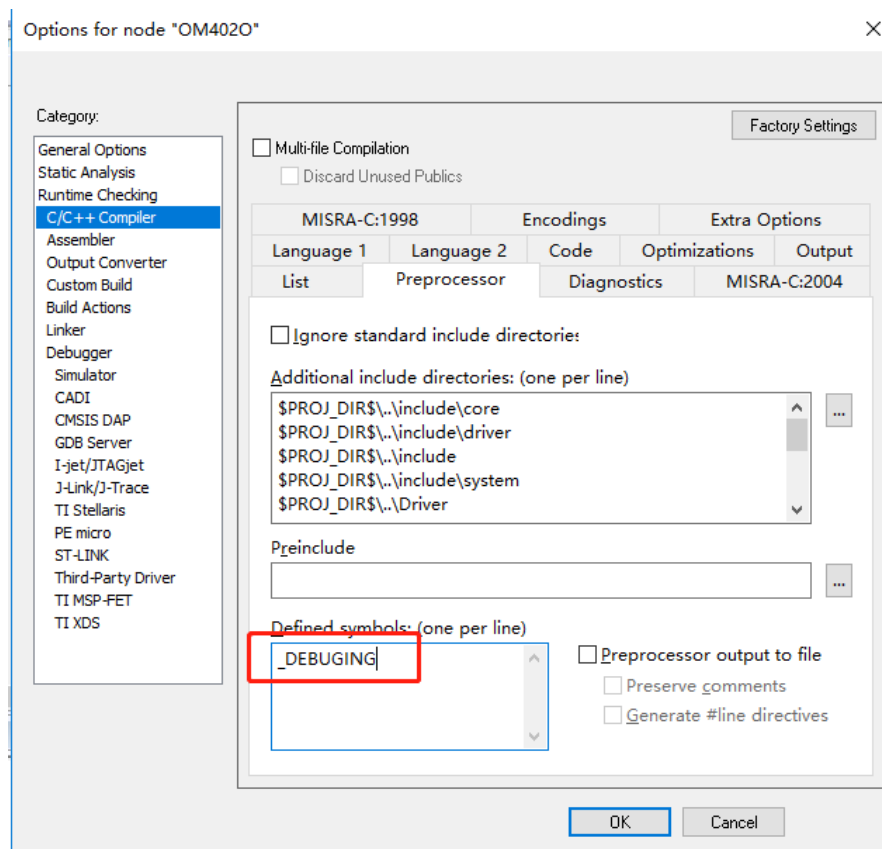 Options for node "OM402O"
Category:
General Options
Static Analysis
Runtime Checking
C/C++ Compiler
Assembler
Output Converter
Custom Build
Build Actions
Linker
Debugger
Simulator
CADI
CMSIS DAP
GDB Server
I-jet/JTAGjet
J-Link/J-Trace
TI Stellaris
PE micro
ST-LINK
Third-Party Driver
TI MSP-FET
TI XDS
Factory Settings
Multi-file Compilation
Discard Unused Publics
MISRA-C:1998 Encodings Extra Options
Language 1 Language 2 Code Optimizations Output
List Preprocessor Diagnostics MISRA-C:2004
Ignore standard include directories
Additional include directories: (one per line)
$PROJ_DIR$\..\include\core
$PROJ_DIR$\..\include\driver
$PROJ_DIR$\..\include
$PROJ_DIR$\..\include\system
$PROJ_DIR$\..\Driver
...
Preinclude
...
Defined symbols: (one per line)
_DEBUGING
Preprocessor output to file
Preserve comments
Generate #line directives
OK Cancel